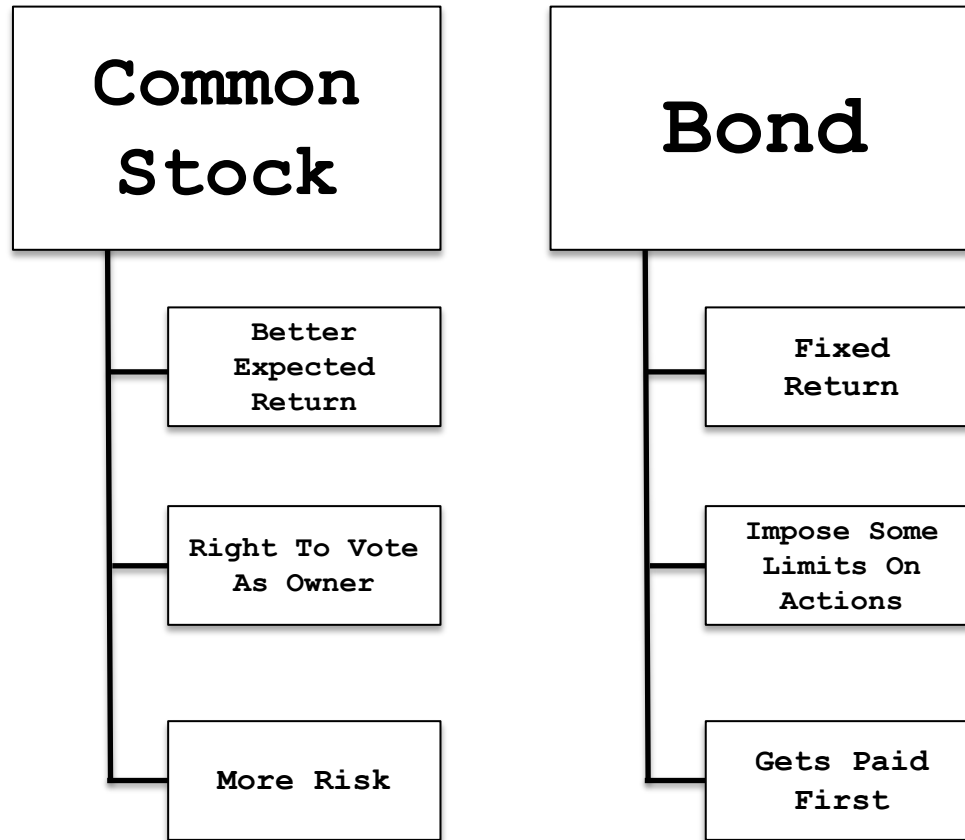 Common
Stock
Better
Expected
Return
Right To Vote
As Owner
More Risk
Bond
Fixed
Return
Impose Some
Limits On
Actions
Gets Paid
First